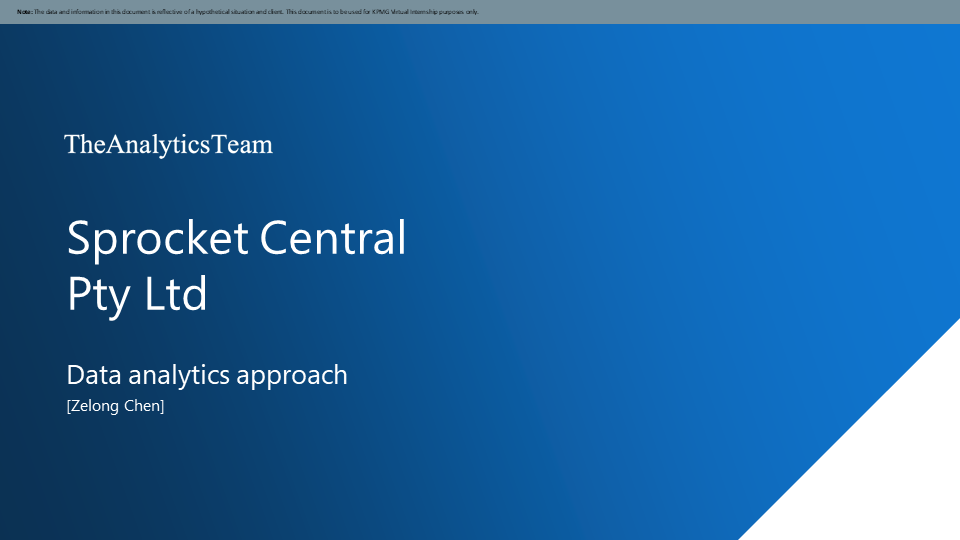 Note: The data and information in this document is reflective of a hypothetical situation and client. This document is to be used for KPMG Virtual Internship purposes only.
TheAnalyticsTeam
Sprocket Central
Pty Ltd
Data analytics approach
[Zelong Chen]